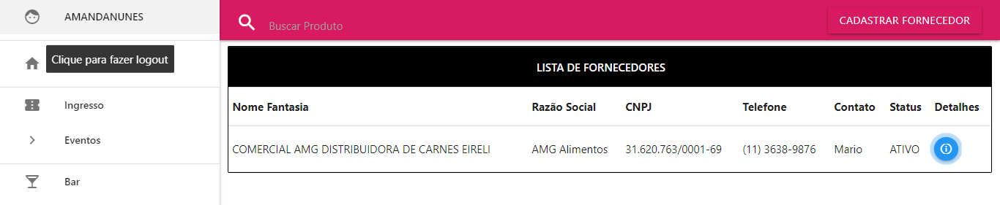 AMANDANUNES
Clique para fazer logout
Ingresso
Eventos
Bar
Buscar Produto
CADASTRAR FORNECEDOR
LISTA DE FORNECEDORES
Nome Fantasia Razão Social CNPJ Telefone Contato Status Detalhes
COMERCIAL AMG DISTRIBUIDORA DE CARNES EIRELI AMG Alimentos 31.620.763/0001-69 (11) 3638-9876 Mario ATIVO